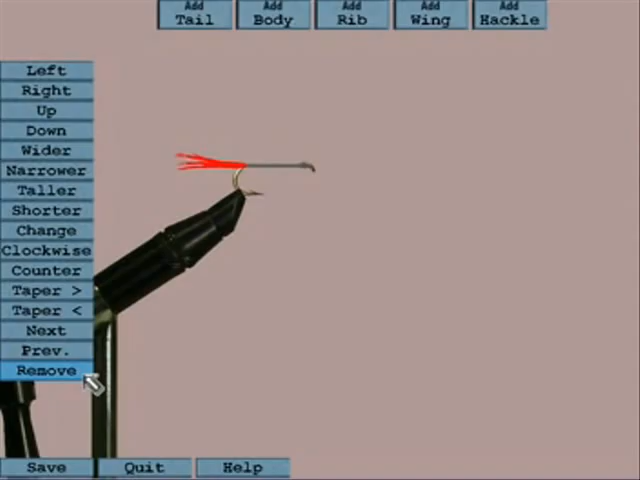 Add Add Add Add Add
Tail Body Rib Wing Hackle
Left
Right
Up
Down
Wider
Narrower
Taller
Shorter
Change
Clockwise
Counter
Taper >
Taper <
Next
Prev.
Remove
Save Quit Help